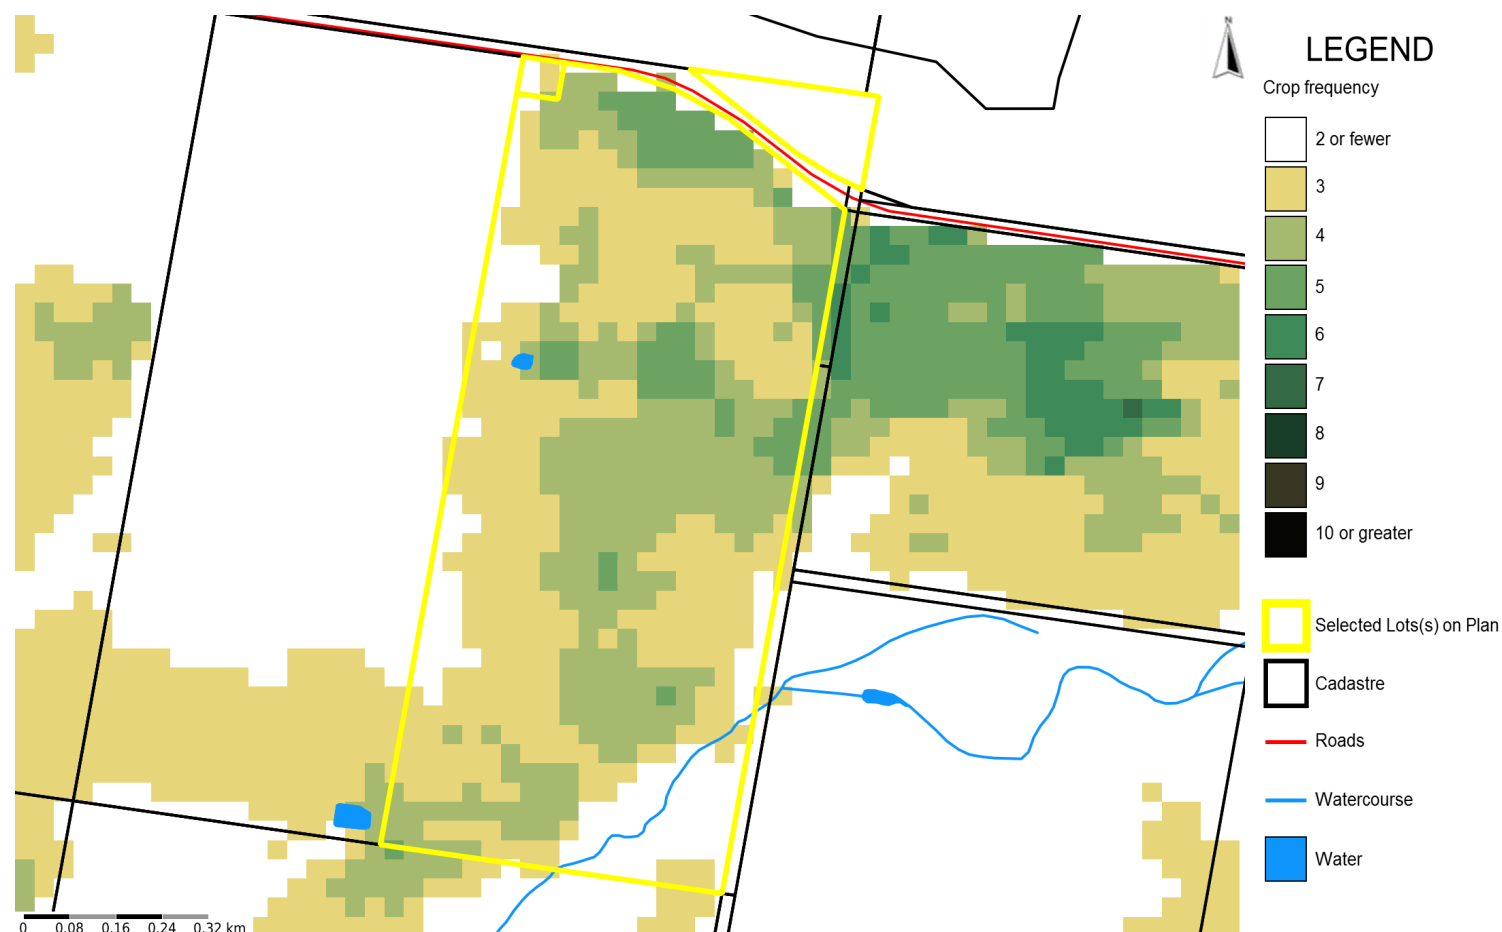 N
LEGEND
Crop frequency
2 or fewer
3
4
5
6
7
8
9
10 or greater
Selected Lots(s) on Plan
Cadastre
Roads
Watercourse
Water
0 0.08 0.16 0.24 0.32 km